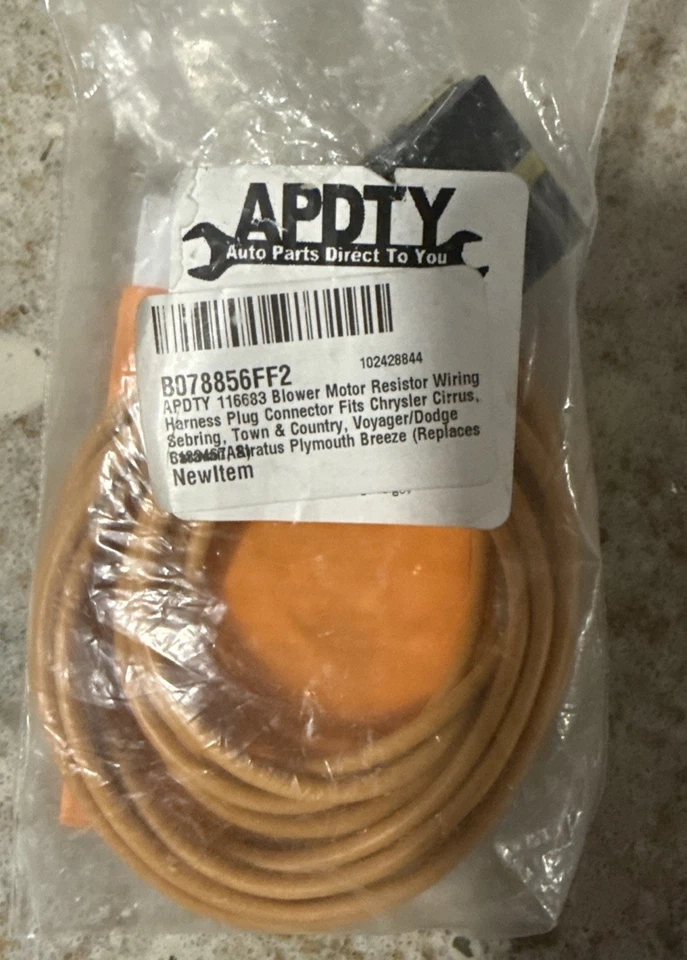 APDTY
Auto Parts Direct To You
102428844
B078856FF2
APDTY 116683 Blower Motor Resistor Wiring
Harness Plug Connector Fits Chrysler Cirrus,
Sebring, Town & Country, Voyager/Dodge
Stratus Plymouth Breeze (Replaces
NewItem